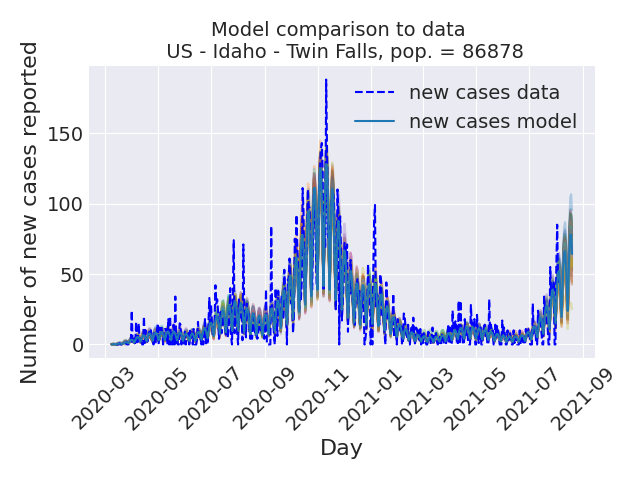 Model comparison to data
US - Idaho - Twin Falls, pop. = 86878
Number of new cases reported
150
100
50
0
new cases data
new cases model
2020-03
2020-05
2020-07
2020-09
2020-11
2021-01
2021-03
2021-05
2021-07
2021-09
Day